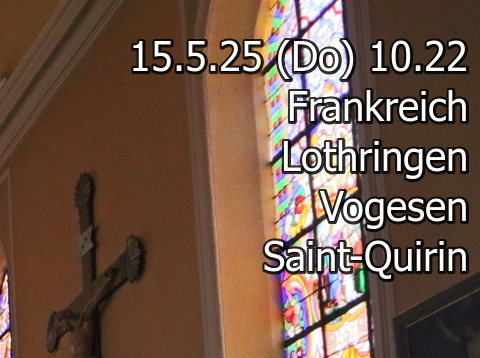 15.5.25 (Do) 10.22
Frankreich
Lothringen
Vogesen
Saint-Quirin